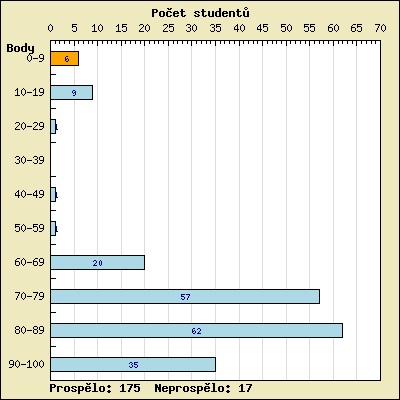 Počet studentů
0 5 10 15 20 25 30 35 40 45 50 55 60 65 70
Body
0-9 6
10-19 9
20-29 1
30-39
40-49 1
50-59 1
60-69 20
70-79 57
80-89 62
90-100 35
Prospělo: 175 Neprospělo: 17